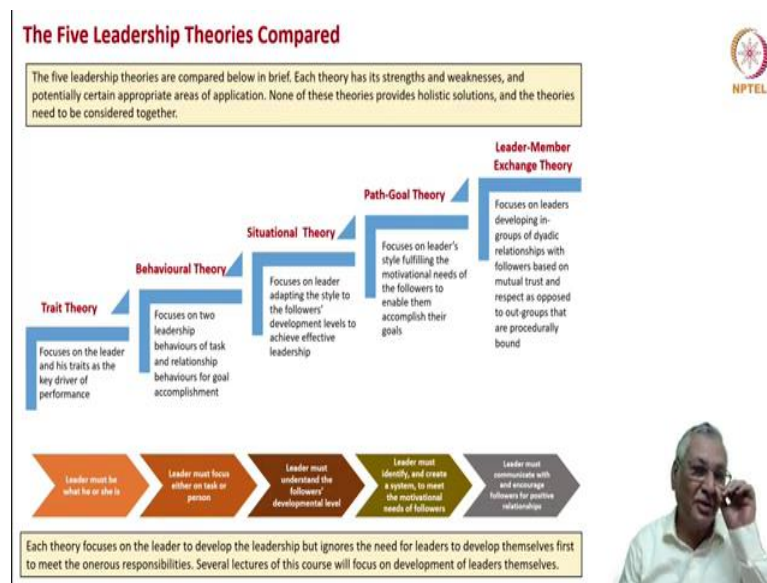 The Five Leadership Theories Compared
NPTEL
The five leadership theories are compared below in brief. Each theory has its strengths and weaknesses, and
potentially certain appropriate areas of application. None of these theories provides holistic solutions, and the theories
need to be considered together.
Trait Theory
Focuses on the leader
and his traits as the
key driver of
performance
Behavioural Theory
Focuses on two
leadership
behaviours of task
and relationship
behaviours for goal
accomplishment
Situational Theory
Focuses on leader
adapting the style to
the followers'
development levels to
achieve effective
leadership
Path-Goal Theory
Focuses on leader's
style fulfilling the
motivational needs of
the followers to
enable them
accomplish their
goals
Leader-Member
Exchange Theory
Focuses on leaders
developing in-
groups of dyadic
relationships with
followers based on
mutual trust and
respect as opposed
to out-groups that
are procedurally
bound
Leader must be
what he or she is
Leader must focus
either on task or
person
Leader must
understand the
followers'
developmental level
Leader must
identify, and create
a system, to meet
the motivational
needs of followers
Leader must
communicate with
and encourage
followers for positive
relationships
Each theory focuses on the leader to develop the leadership but ignores the need for leaders to develop themselves first
to meet the onerous responsibilities. Several lectures of this course will focus on development of leaders themselves.